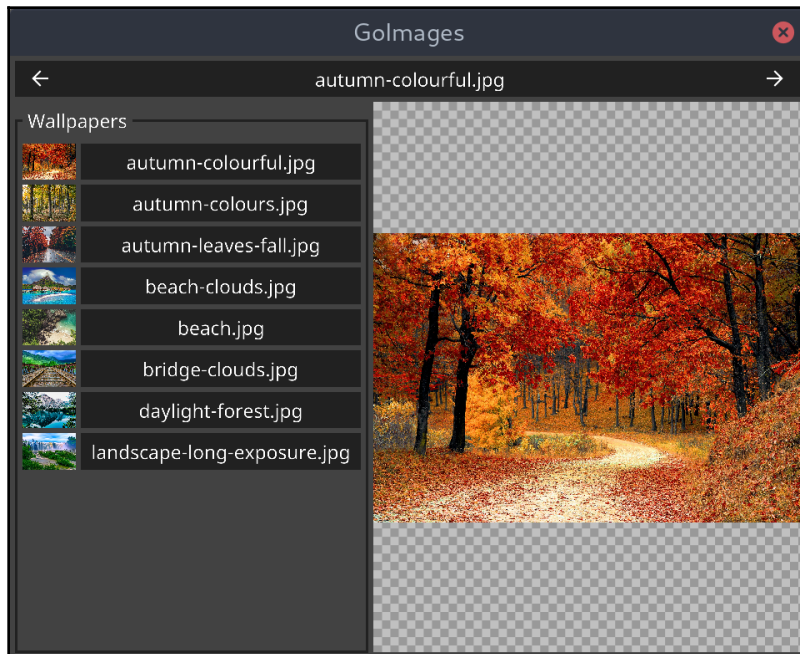 GoImages
autumn-colourful.jpg
Wallpapers
autumn-colourful.jpg
autumn-colours.jpg
autumn-leaves-fall.jpg
beach-clouds.jpg
beach.jpg
bridge-clouds.jpg
daylight-forest.jpg
landscape-long-exposure.jpg